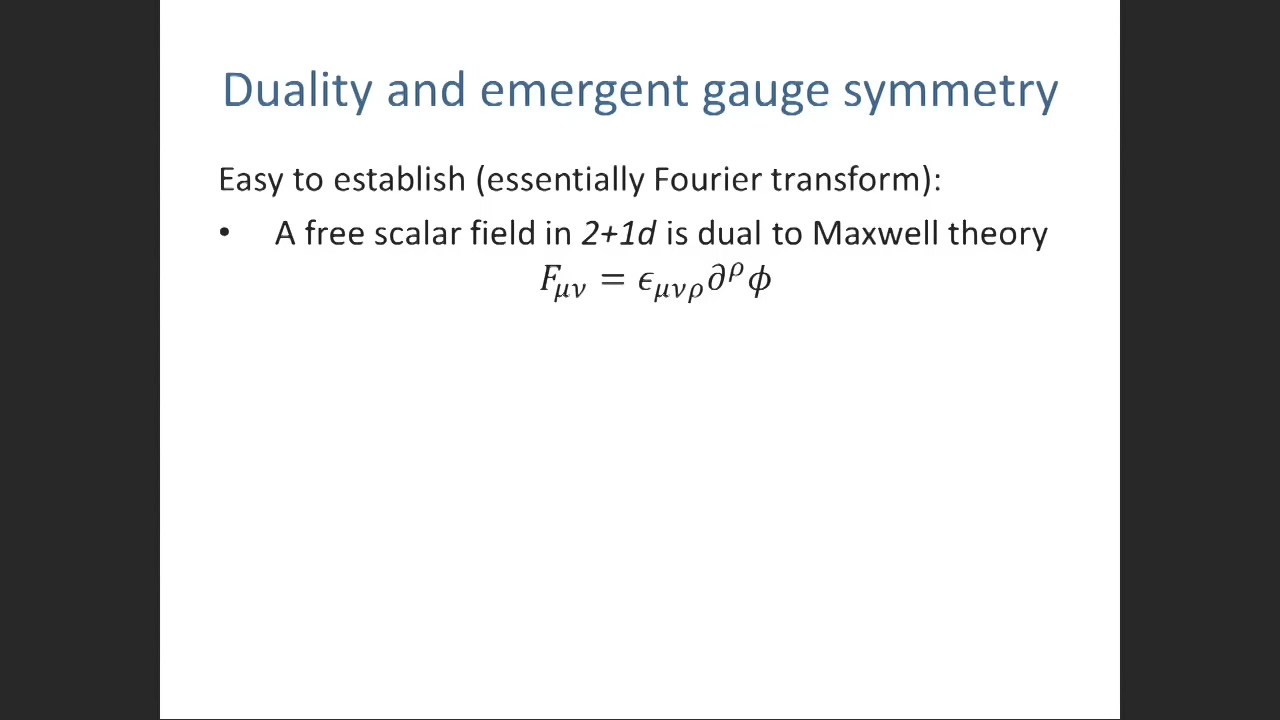 Duality and emergent gauge symmetry
Easy to establish (essentially Fourier transform):
• A free scalar field in 2+1d is dual to Maxwell theory
𝐹_{𝜇𝜈} = 𝜖_{𝜇𝜈𝜌}𝜕^{𝜌}𝜙